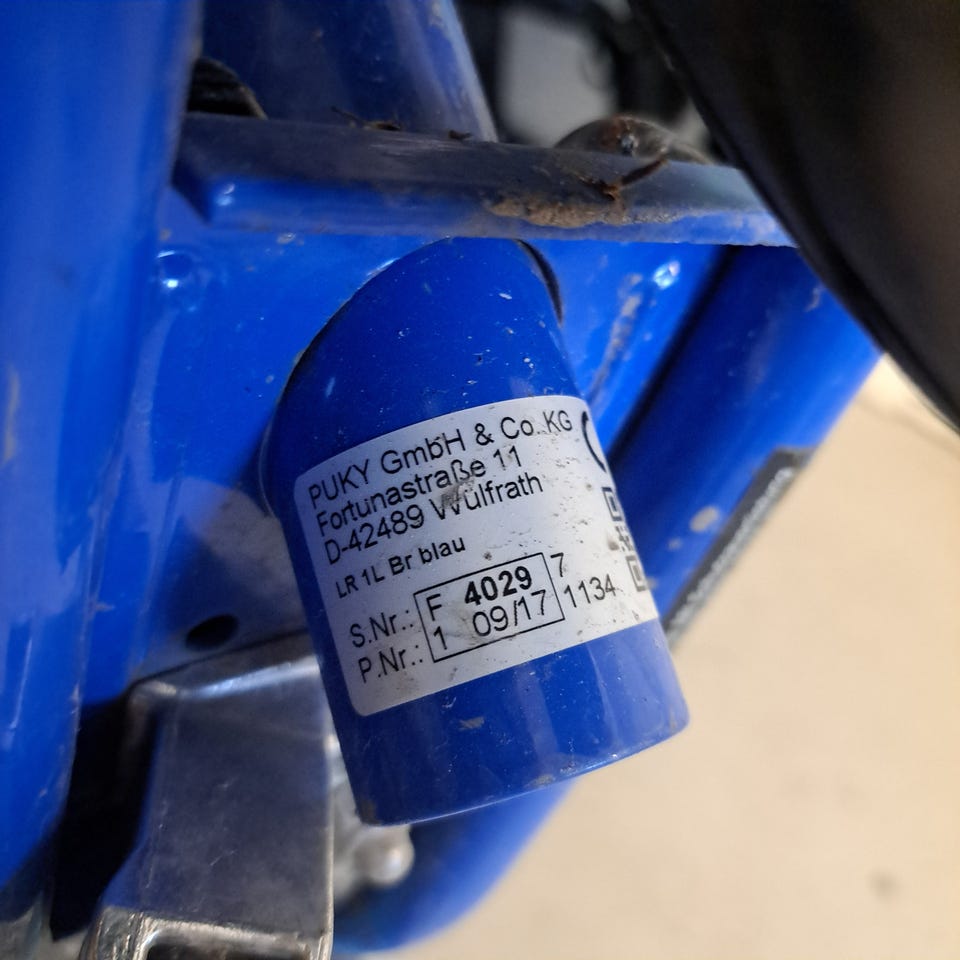 PUKY GmbH & Co. KG
Fortunastraße 11
D-42489 Wülfrath
LR 1L Br blau
S.Nr.: F 4029 7
P.Nr.: 1 09/17 1134